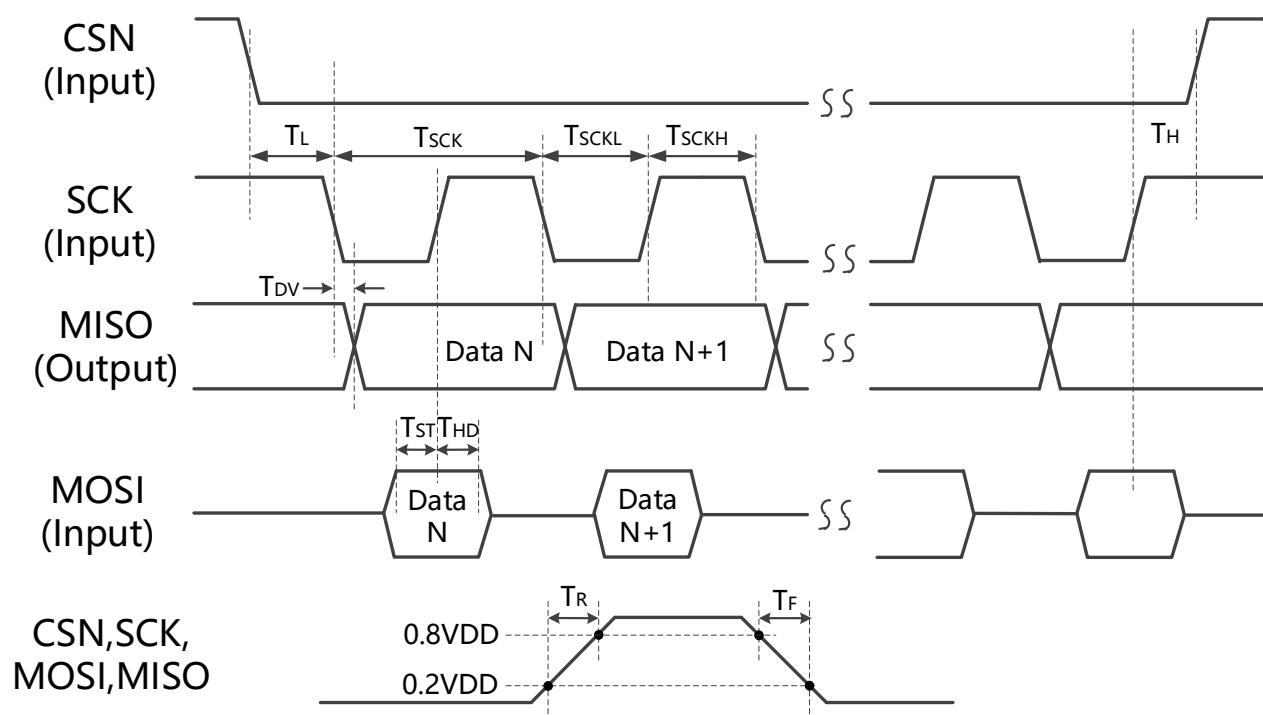 CSN
(Input)
TL
TSCK
TSCKL
TSCKH
TH
SCK
(Input)
TDV
MISO
(Output)
Data N
Data N+1
TST
THD
MOSI
(Input)
Data
N
Data
N+1
TR
TF
CSN,SCK,
MOSI,MISO
0.8VDD
0.2VDD